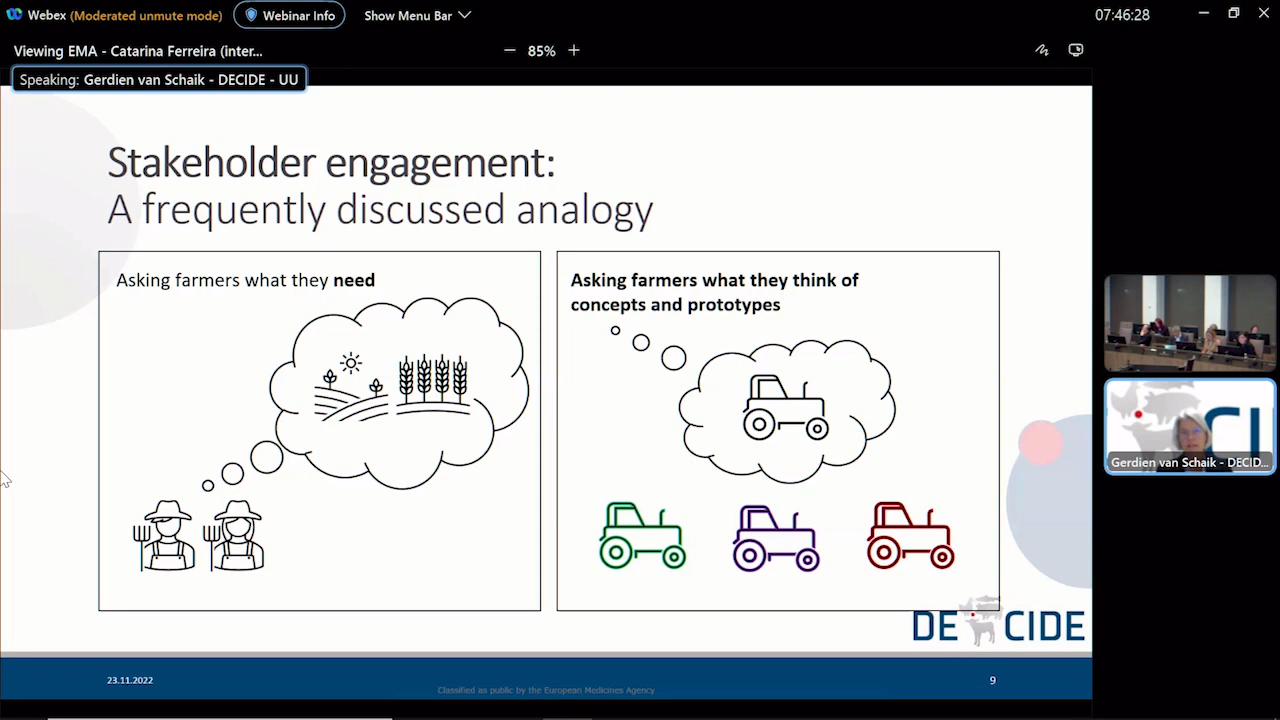 Webex (Moderated unmute mode) Webinar Info Show Menu Bar 07:46:28
Viewing EMA - Catarina Ferreira (inter... 85%
Speaking: Gerdien van Schaik - DECIDE - UU
Stakeholder engagement:
A frequently discussed analogy
Asking farmers what they need
Asking farmers what they think of
concepts and prototypes
CI
Gerdien van Schaik - DECID...
DECIDE
23.11.2022
Classified as public by the European Medicines Agency
9